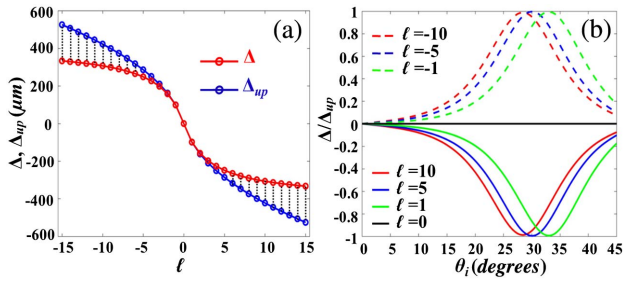 (a)
Δ
Δup
Δ, Δup (μm)
600
400
200
0
-200
-400
-600
-15 -10 -5 0 5 10 15
ℓ
(b)
ℓ =-10
ℓ =-5
ℓ =-1
Δ/Δup
1
0.8
0.6
0.4
0.2
0
-0.2
-0.4
-0.6
-0.8
-1
ℓ =10
ℓ =5
ℓ =1
ℓ =0
0 5 10 15 20 25 30 35 40 45
θi (degrees)